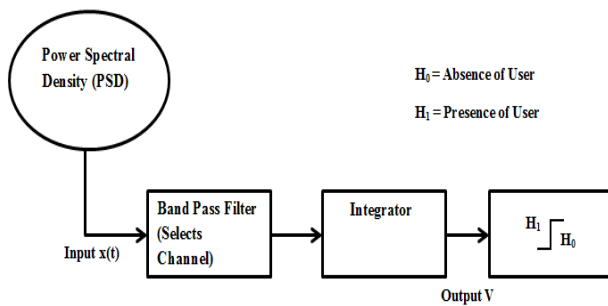 Power Spectral
Density (PSD)
H₀ = Absence of User
H₁ = Presence of User
Band Pass Filter
(Selects
Channel)
Integrator
H₁
H₀
Input x(t)
Output V